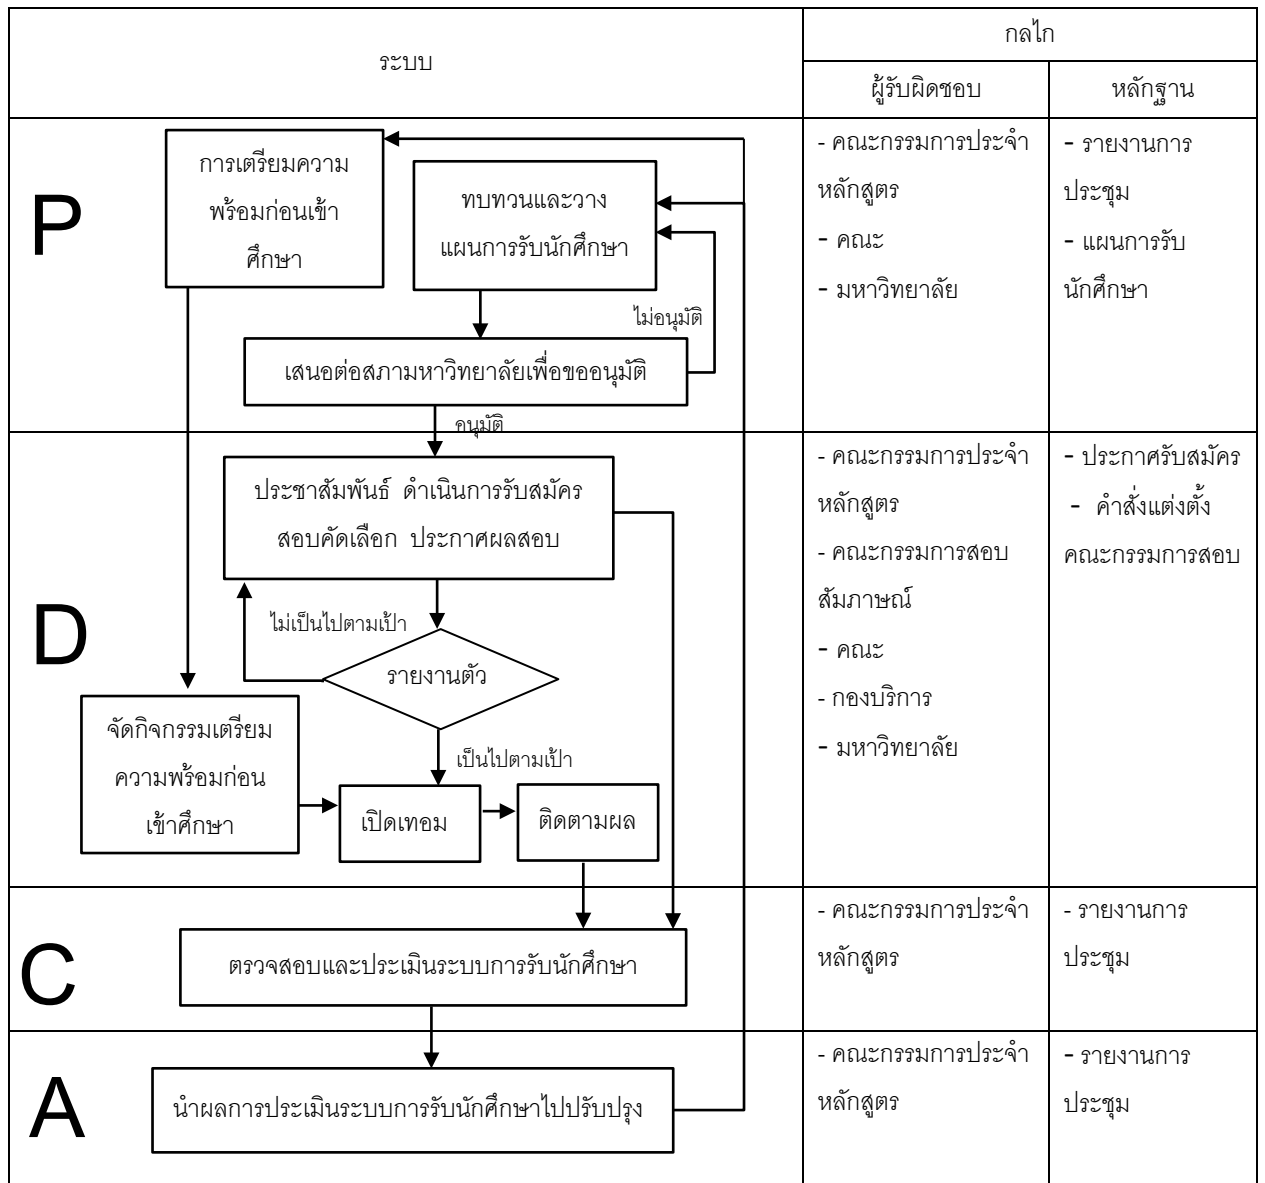 ระบบ
กลไก
ผู้รับผิดชอบ
หลักฐาน
P
การเตรียมความ
พร้อมก่อนเข้า
ศึกษา
ทบทวนและวาง
แผนการรับนักศึกษา
ไม่อนุมัติ
เสนอต่อสภามหาวิทยาลัยเพื่อขออนุมัติ
อนุมัติ
- คณะกรรมการประจำ
หลักสูตร
- คณะ
- มหาวิทยาลัย
- รายงานการ
ประชุม
- แผนการรับ
นักศึกษา
D
ประชาสัมพันธ์ ดำเนินการรับสมัคร
สอบคัดเลือก ประกาศผลสอบ
ไม่เป็นไปตามเป้า
รายงานตัว
เป็นไปตามเป้า
จัดกิจกรรมเตรียม
ความพร้อมก่อน
เข้าศึกษา
เปิดเทอม
ติดตามผล
- คณะกรรมการประจำ
หลักสูตร
- คณะกรรมการสอบ
สัมภาษณ์
- คณะ
- กองบริการ
- มหาวิทยาลัย
- ประกาศรับสมัคร
- คำสั่งแต่งตั้ง
คณะกรรมการสอบ
C
ตรวจสอบและประเมินระบบการรับนักศึกษา
- คณะกรรมการประจำ
หลักสูตร
- รายงานการ
ประชุม
A
นำผลการประเมินระบบการรับนักศึกษาไปปรับปรุง
- คณะกรรมการประจำ
หลักสูตร
- รายงานการ
ประชุม